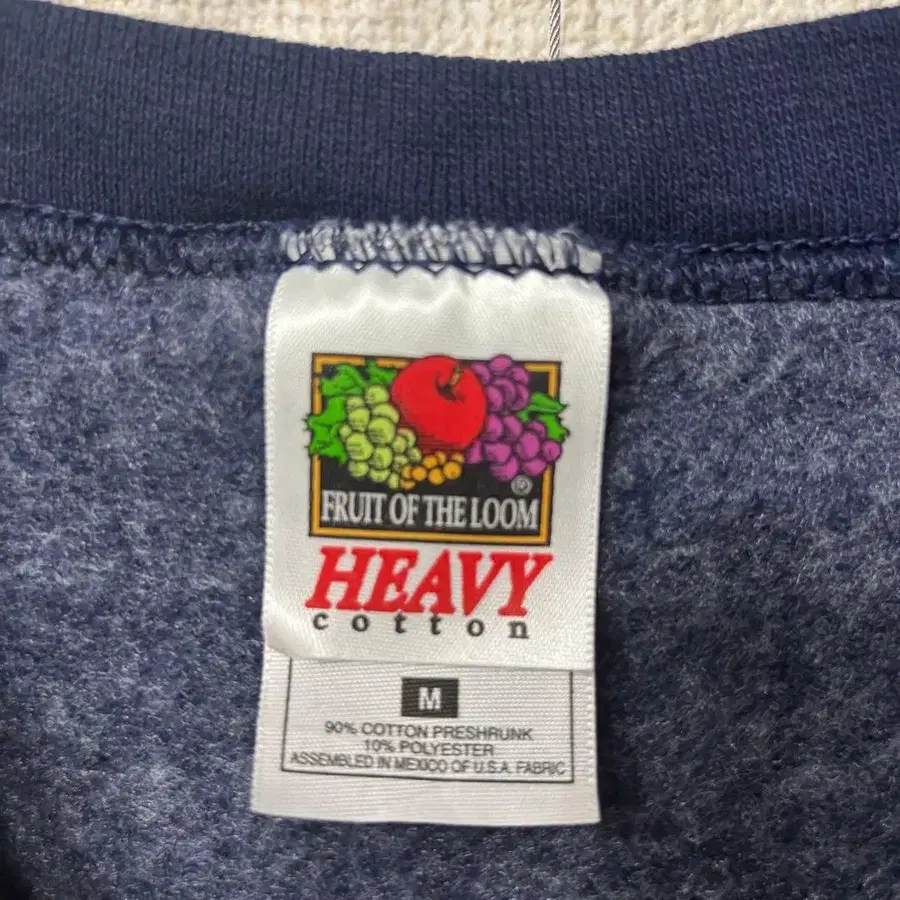 ®
FRUIT OF THE LOOM
HEAVY
cotton
M
90% COTTON PRESHRUNK
10% POLYESTER
ASSEMBLED IN MEXICO OF U.S.A. FABRIC